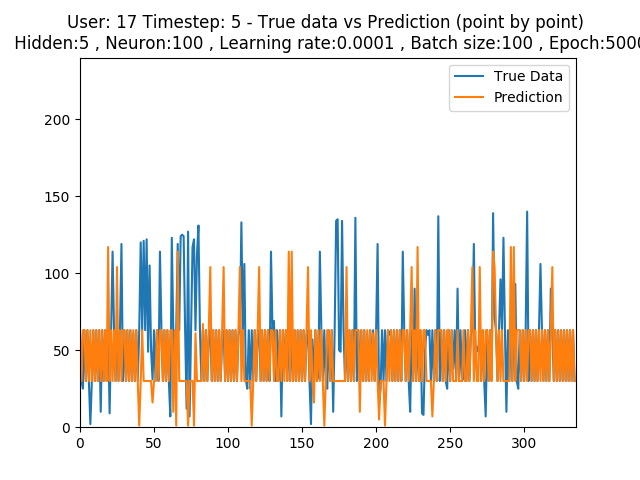 User: 17 Timestep: 5 - True data vs Prediction (point by point)
Hidden:5 , Neuron:100 , Learning rate:0.0001 , Batch size:100 , Epoch:5000
True Data
Prediction
200
150
100
50
0
0 50 100 150 200 250 300